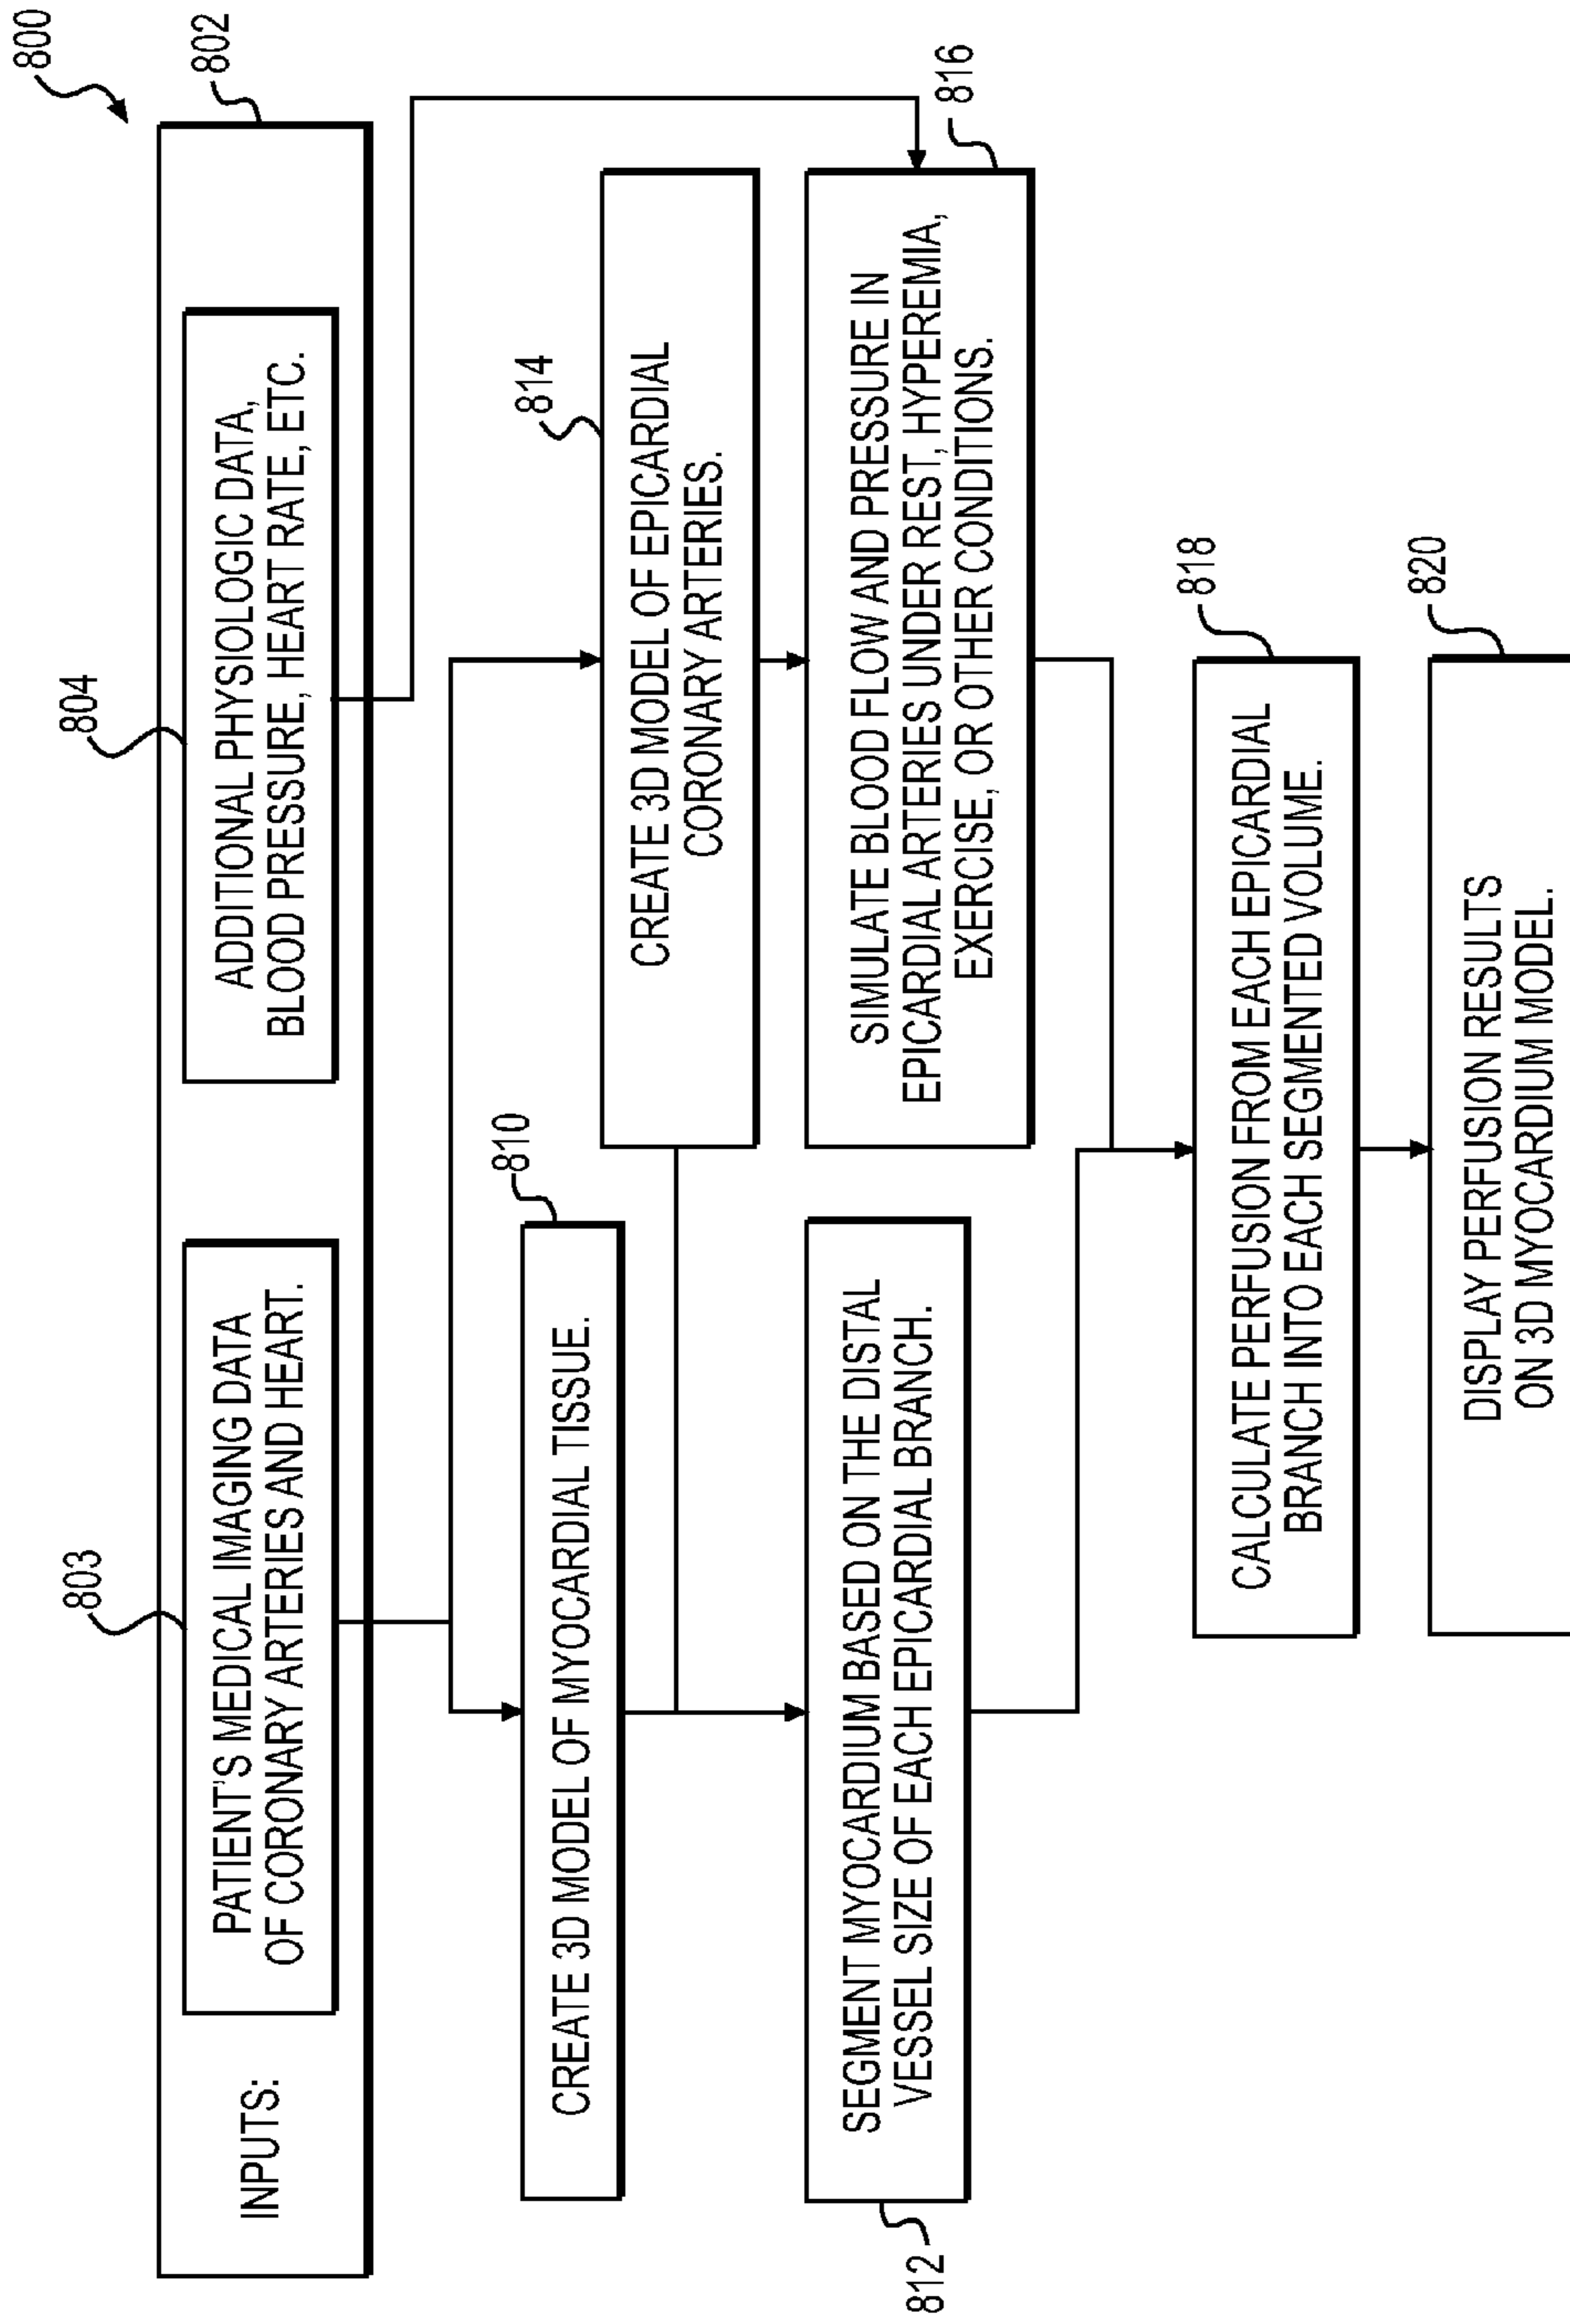 800
802
INPUTS:
803
PATIENT'S MEDICAL IMAGING DATA
OF CORONARY ARTERIES AND HEART.
804
ADDITIONAL PHYSIOLOGIC DATA,
BLOOD PRESSURE, HEART RATE, ETC.
810
CREATE 3D MODEL OF MYOCARDIAL TISSUE.
814
CREATE 3D MODEL OF EPICARDIAL
CORONARY ARTERIES.
812
SEGMENT MYOCARDIUM BASED ON THE DISTAL
VESSEL SIZE OF EACH EPICARDIAL BRANCH.
816
SIMULATE BLOOD FLOW AND PRESSURE IN
EPICARDIAL ARTERIES UNDER REST, HYPEREMIA,
EXERCISE, OR OTHER CONDITIONS.
818
CALCULATE PERFUSION FROM EACH EPICARDIAL
BRANCH INTO EACH SEGMENTED VOLUME.
820
DISPLAY PERFUSION RESULTS
ON 3D MYOCARDIUM MODEL.